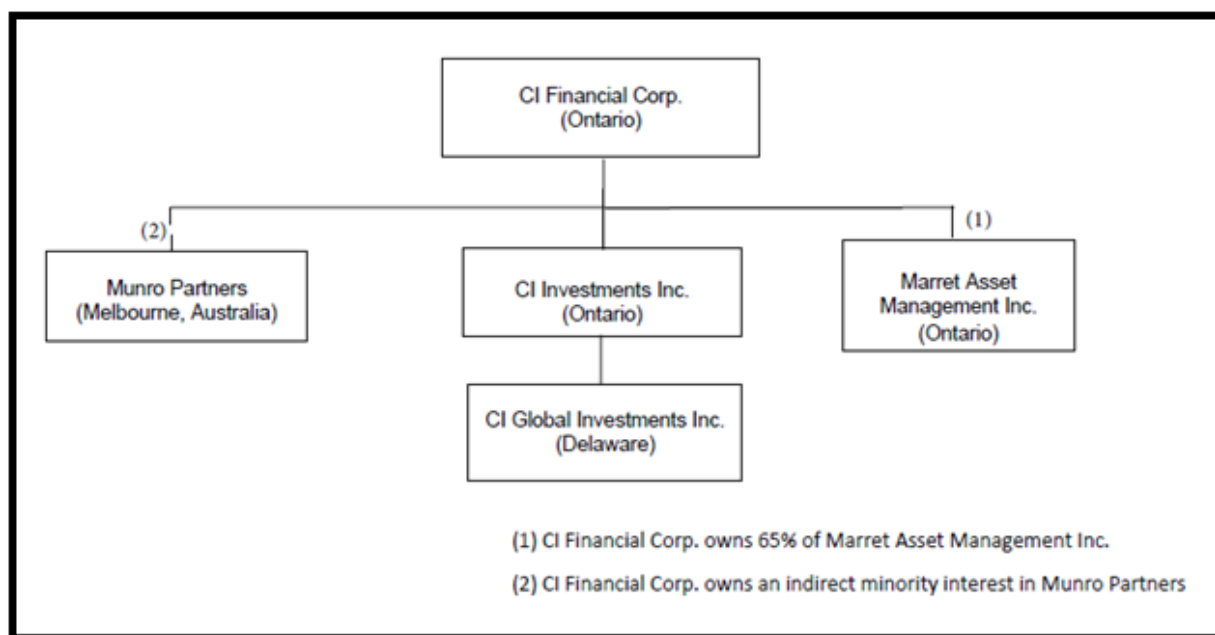 CI Financial Corp.
(Ontario)
(2)
(1)
Munro Partners
(Melbourne, Australia)
CI Investments Inc.
(Ontario)
Marret Asset
Management Inc.
(Ontario)
CI Global Investments Inc.
(Delaware)
(1) CI Financial Corp. owns 65% of Marret Asset Management Inc.
(2) CI Financial Corp. owns an indirect minority interest in Munro Partners